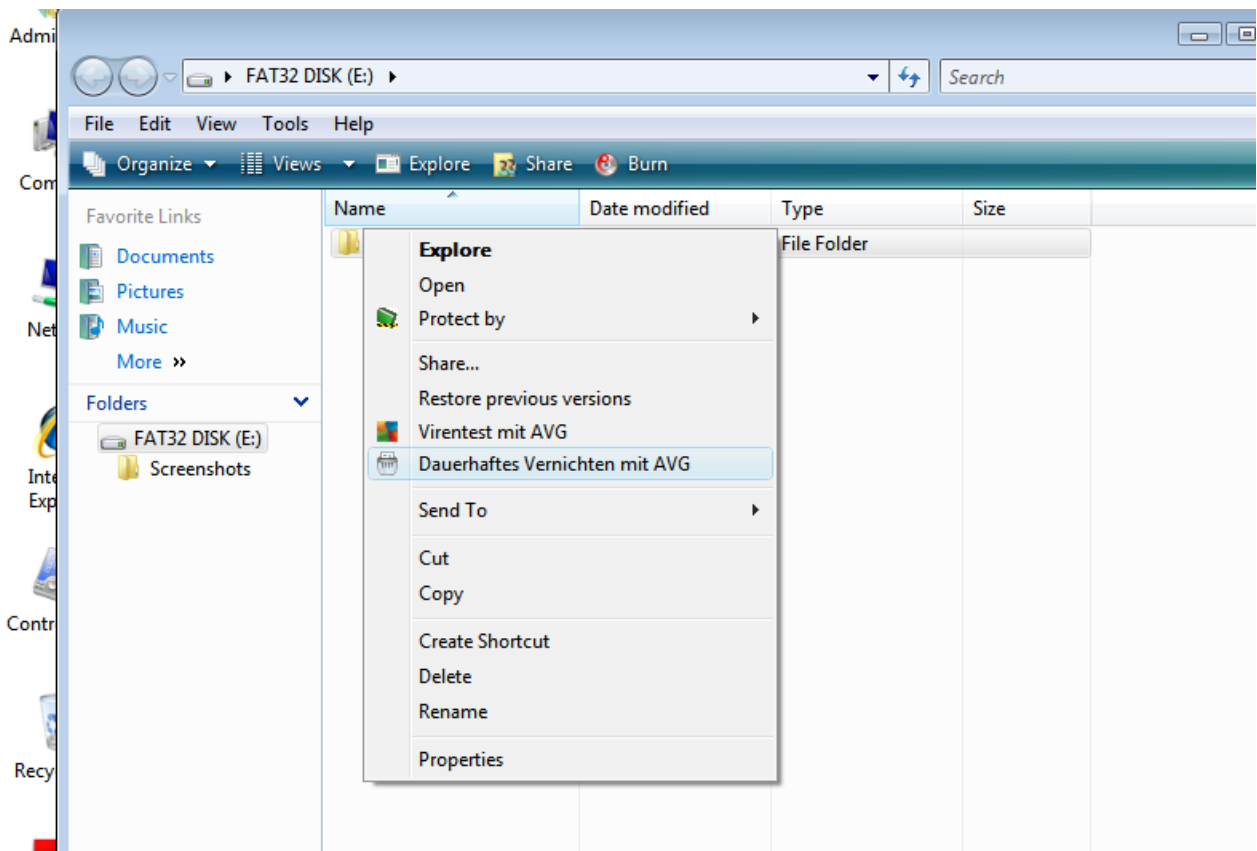 Admi
FAT32 DISK (E:)
Search
File Edit View Tools Help
Organize Views Explore Share Burn
Com
Favorite Links
Name Date modified Type Size
File Folder
Documents
Pictures
Music
More »
Net
Folders
FAT32 DISK (E:)
Screenshots
Inte
Exp
Contr
Recy
Explore
Open
Protect by
Share...
Restore previous versions
Virentest mit AVG
Dauerhaftes Vernichten mit AVG
Send To
Cut
Copy
Create Shortcut
Delete
Rename
Properties